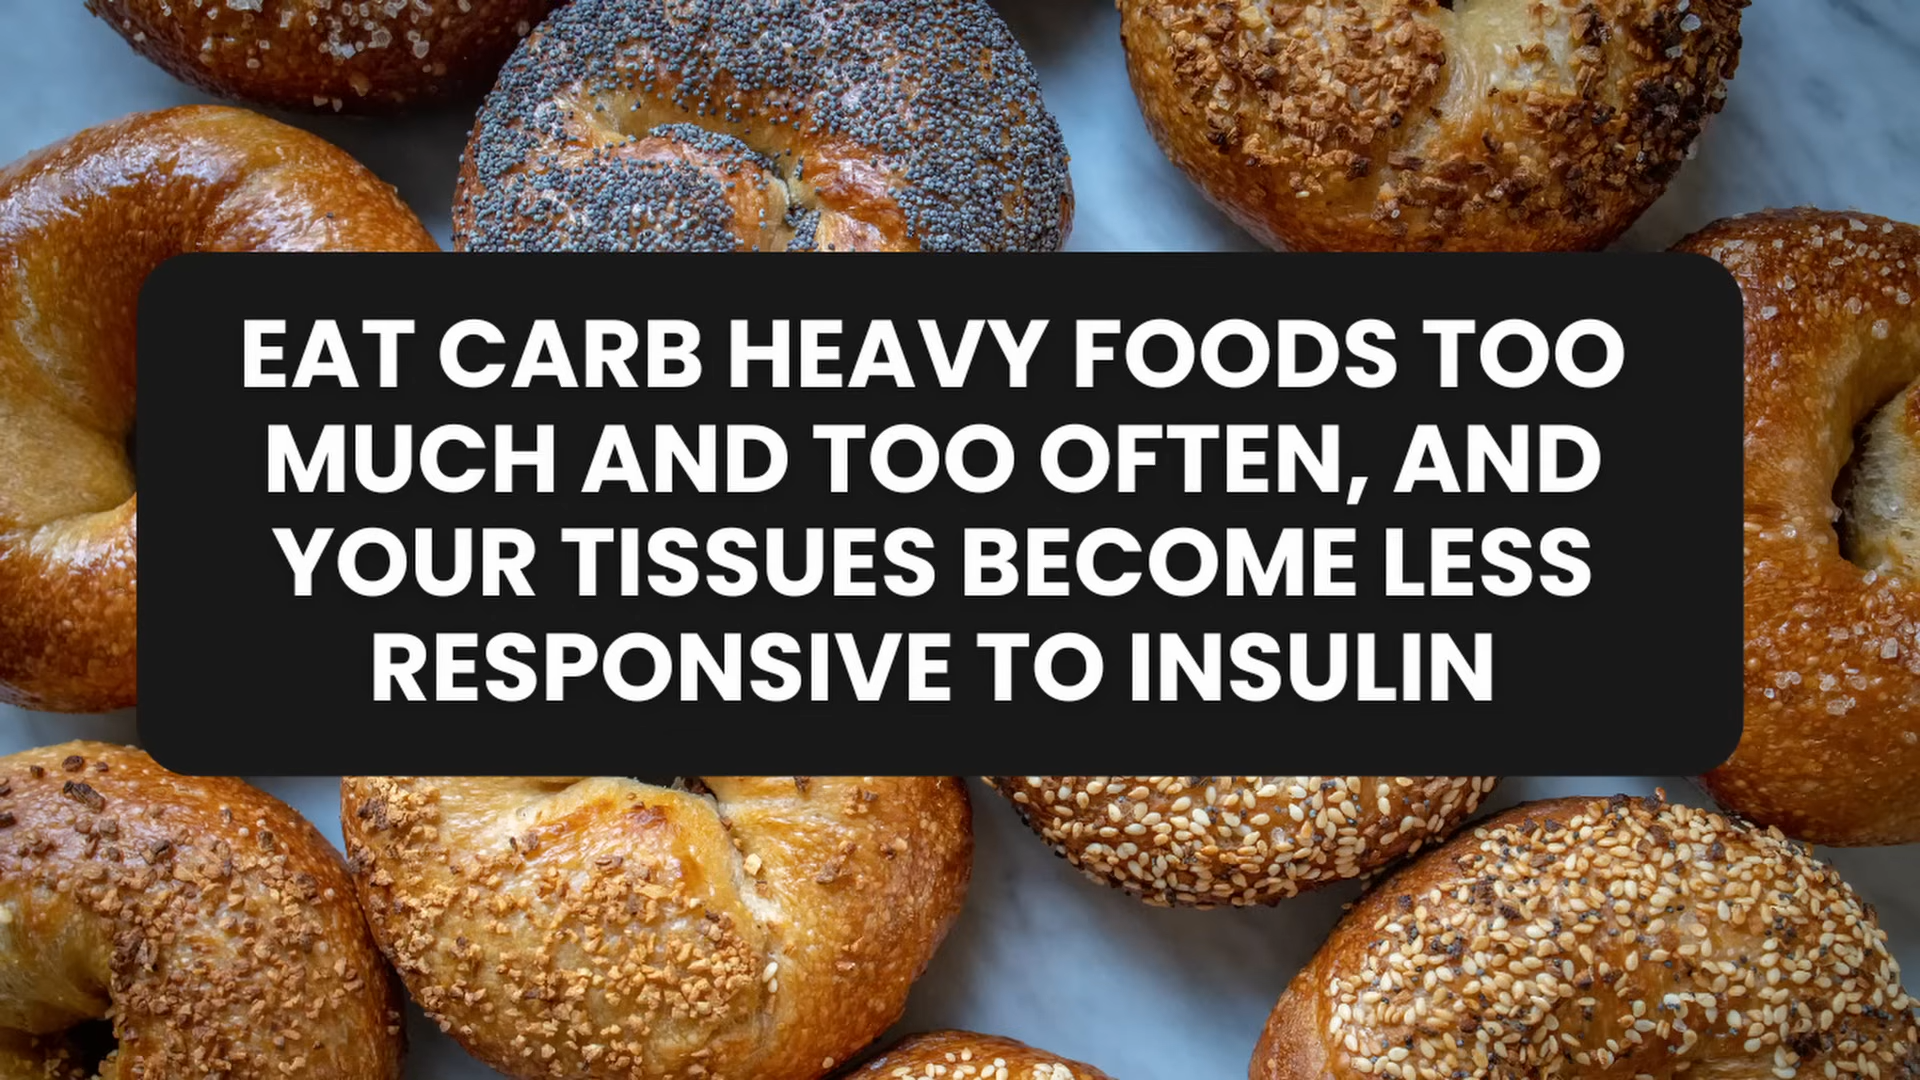 EAT CARB HEAVY FOODS TOO
MUCH AND TOO OFTEN, AND
YOUR TISSUES BECOME LESS
RESPONSIVE TO INSULIN